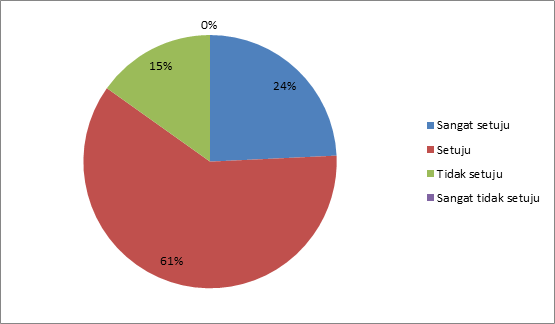 0%
15%
24%
61%
Sangat setuju
Setuju
Tidak setuju
Sangat tidak setuju